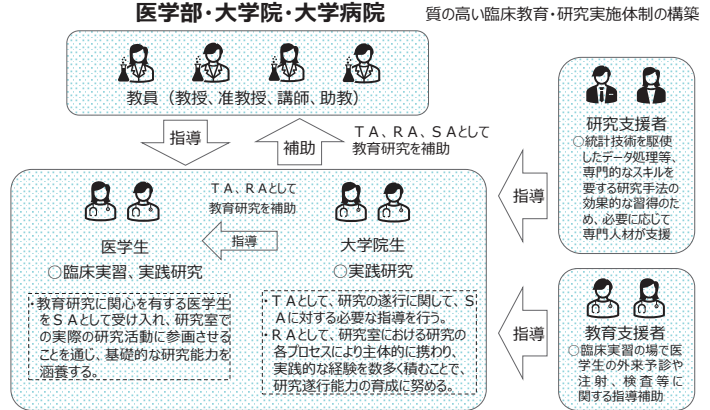 医学部・大学院・大学病院
質の高い臨床教育・研究実施体制の構築
教員（教授、准教授、講師、助教）
指導
補助
ＴＡ、ＲＡ、ＳＡとして
教育研究を補助
医学生
○臨床実習、実践研究
・教育研究に関心を有する医学生
をＳＡとして受け入れ、研究室で
の実際の研究活動に参画させる
ことを通じ、基礎的な研究能力を
涵養する。
ＴＡ、ＲＡとして
教育研究を補助
指導
大学院生
○実践研究
・ＴＡとして、研究の遂行に関して、Ｓ
Ａに対する必要な指導を行う。
・ＲＡとして、研究室における研究の
各プロセスにより主体的に携わり、
実践的な経験を数多く積むことで、
研究遂行能力の育成に努める。
指導
研究支援者
○統計技術を駆使
したデータ処理等、
専門的なスキルを
要する研究手法の
効果的な習得のた
め、必要に応じて
専門人材が支援
指導
教育支援者
○臨床実習の場で医
学生の外来予診や
注射、検査等に
関する指導補助